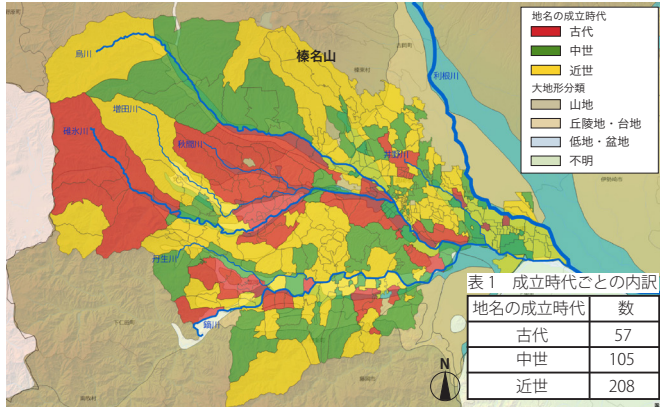 地名の成立時代
古代
中世
近世
大地形分類
山地
丘陵地・台地
低地・盆地
不明
烏川
榛名山
利根川
増田川
碓氷川
秋間川
井野川
丹生川
鏑川
N
表1 成立時代ごとの内訳
地名の成立時代 数
古代 57
中世 105
近世 208